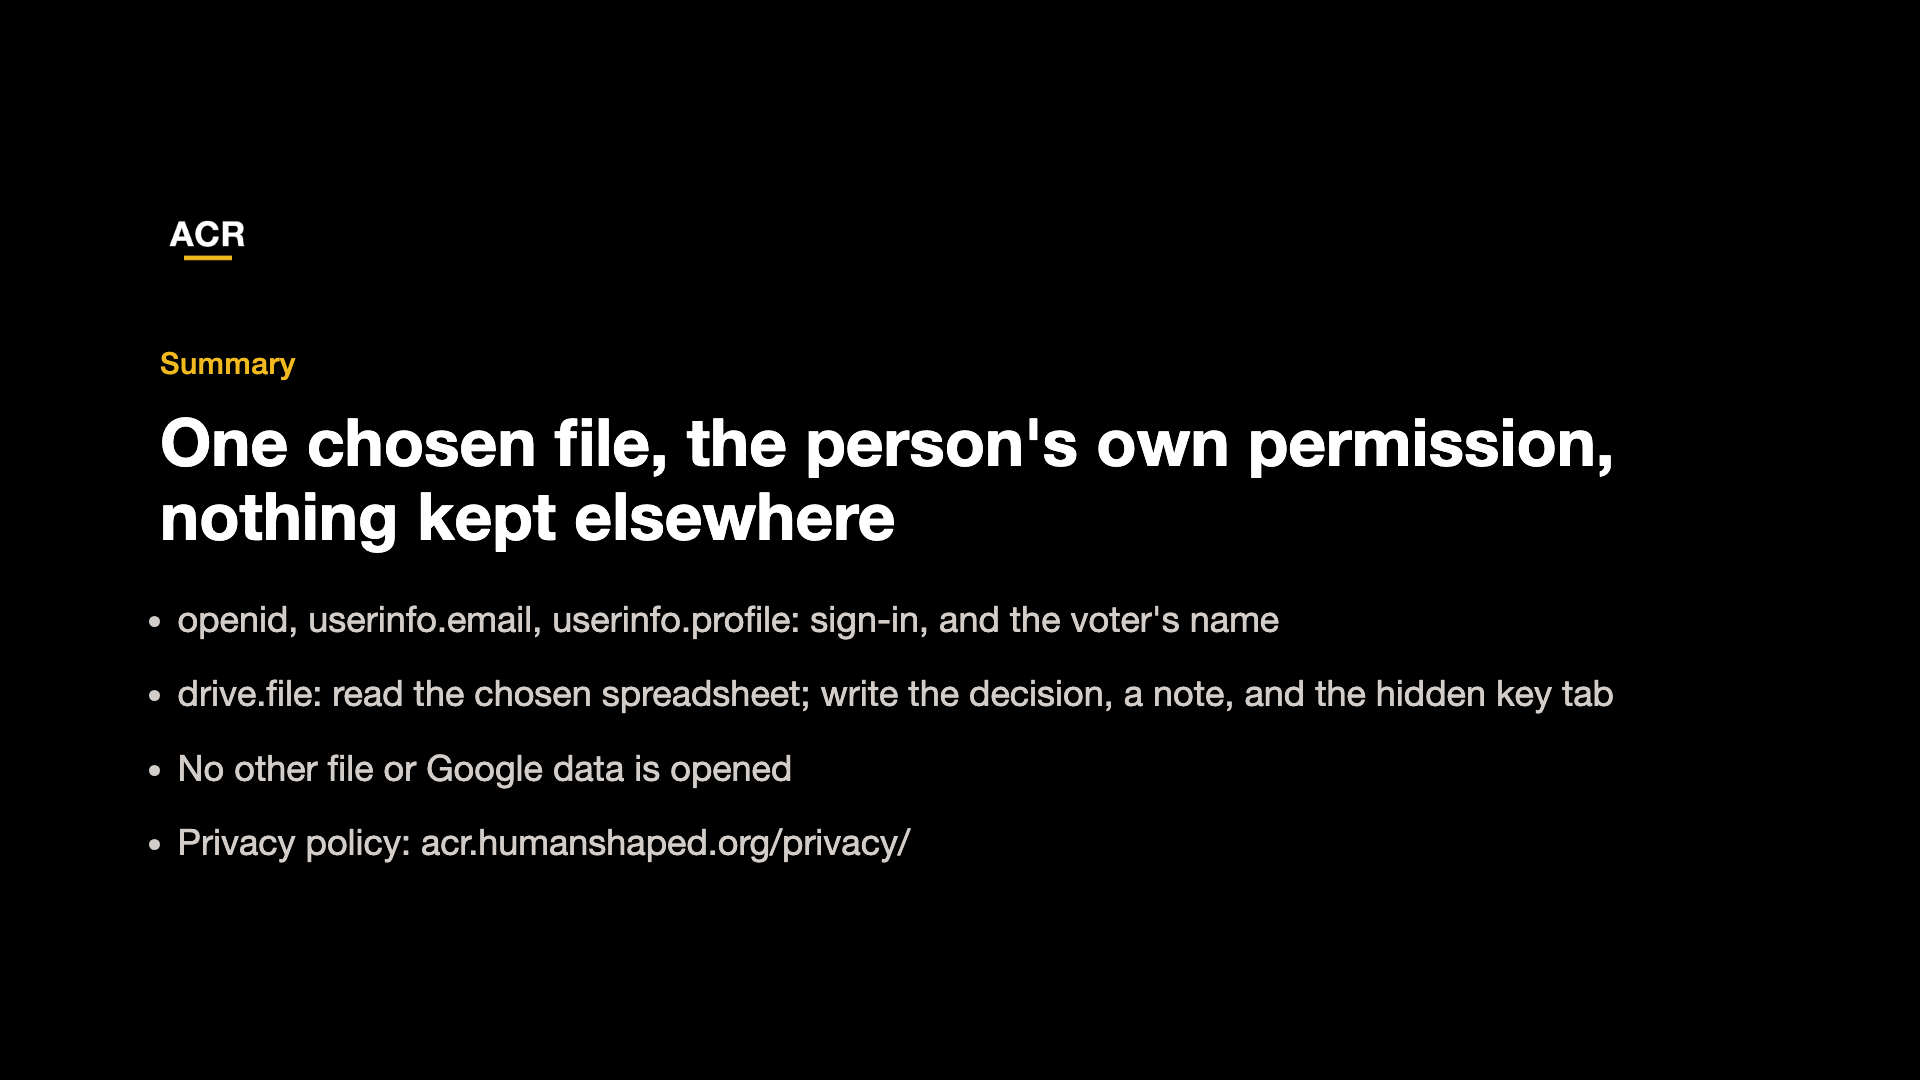 ACR
Summary
One chosen file, the person's own permission,
nothing kept elsewhere
• openid, userinfo.email, userinfo.profile: sign-in, and the voter's name
• drive.file: read the chosen spreadsheet; write the decision, a note, and the hidden key tab
• No other file or Google data is opened
• Privacy policy: acr.humanshaped.org/privacy/